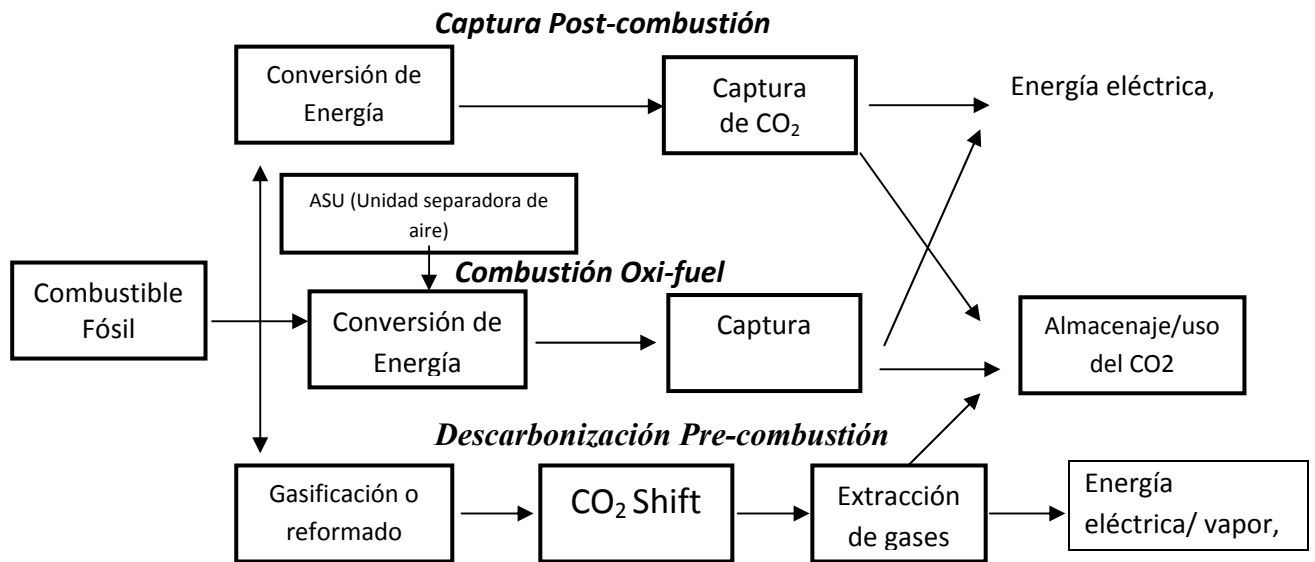 Captura Post-combustión
Conversión de
Energía
Captura
de CO₂
Energía eléctrica,
ASU (Unidad separadora de
aire)
Combustión Oxi-fuel
Combustible
Fósil
Conversión de
Energía
Captura
Almacenaje/uso
del CO2
Descarbonización Pre-combustión
Gasificación o
reformado
CO₂ Shift
Extracción
de gases
Energía
eléctrica/ vapor,